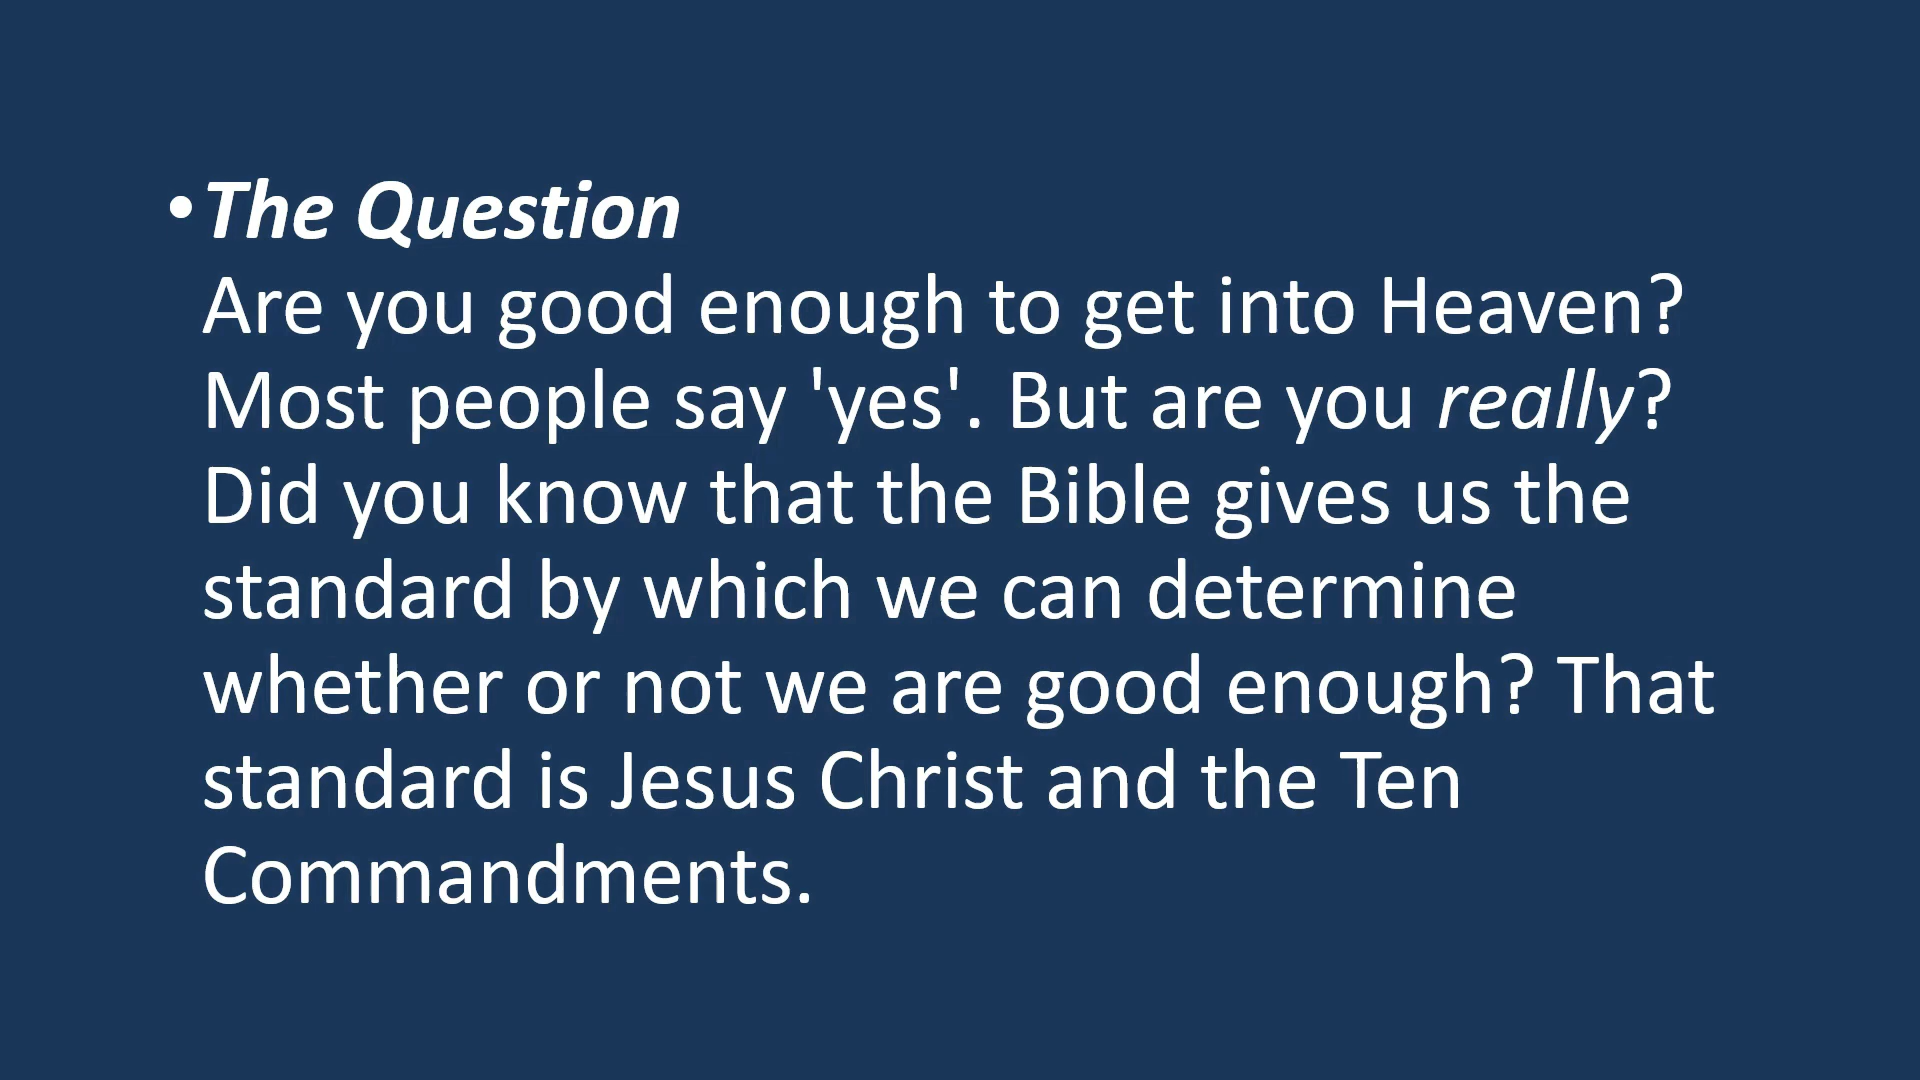 •The Question
Are you good enough to get into Heaven?
Most people say 'yes'. But are you really?
Did you know that the Bible gives us the
standard by which we can determine
whether or not we are good enough? That
standard is Jesus Christ and the Ten
Commandments.